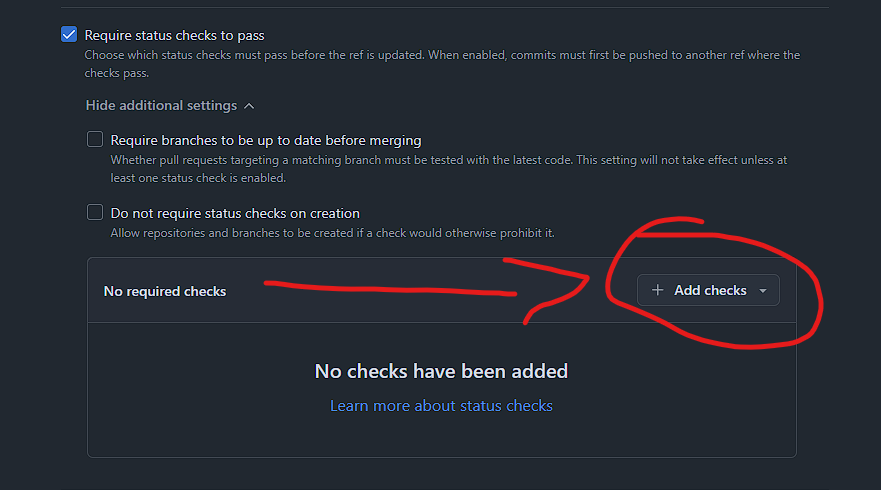 Require status checks to pass
Choose which status checks must pass before the ref is updated. When enabled, commits must first be pushed to another ref where the
checks pass.
Hide additional settings
Require branches to be up to date before merging
Whether pull requests targeting a matching branch must be tested with the latest code. This setting will not take effect unless at
least one status check is enabled.
Do not require status checks on creation
Allow repositories and branches to be created if a check would otherwise prohibit it.
No required checks
Add checks
No checks have been added
Learn more about status checks